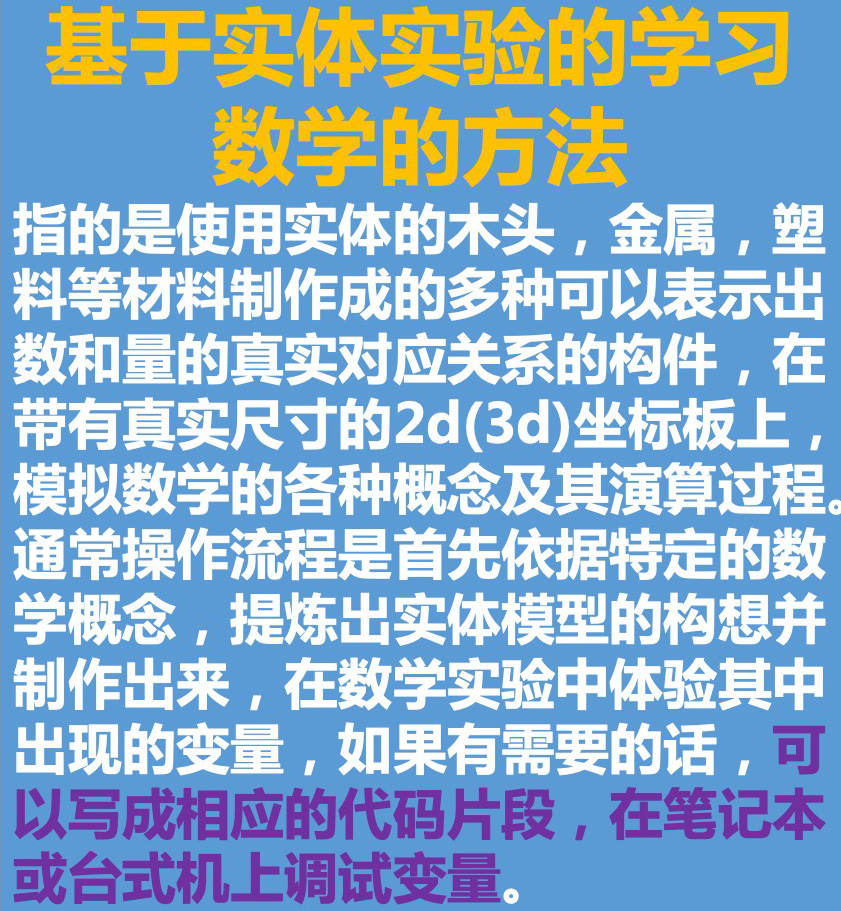 基于实体实验的学习
数学的方法
指的是使用实体的木头，金属，塑
料等材料制作成的多种可以表示出
数和量的真实对应关系的构件，在
带有真实尺寸的2d(3d)坐标板上，
模拟数学的各种概念及其演算过程。
通常操作流程是首先依据特定的数
学概念，提炼出实体模型的构想并
制作出来，在数学实验中体验其中
出现的变量，如果有需要的话，可
以写成相应的代码片段，在笔记本
或台式机上调试变量。